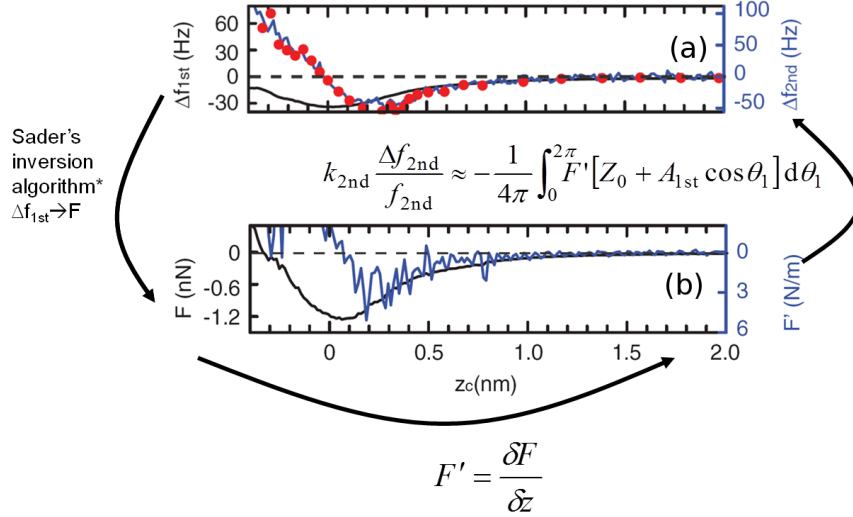 60
30
0
-30
Δf1st (Hz)
(a)
100
50
0
-50
Δf2nd (Hz)
Sader's
inversion
algorithm*
Δf1st→F
k2nd Δf2nd/f2nd ≈ −1/4π ∫₀^2π F'[Z0 + A1st cos θ1] dθ1
0
-0.6
-1.2
F (nN)
(b)
0
3
6
F' (N/m)
0 0.5 1.0 1.5 2.0
zc(nm)
F' = δF/δz